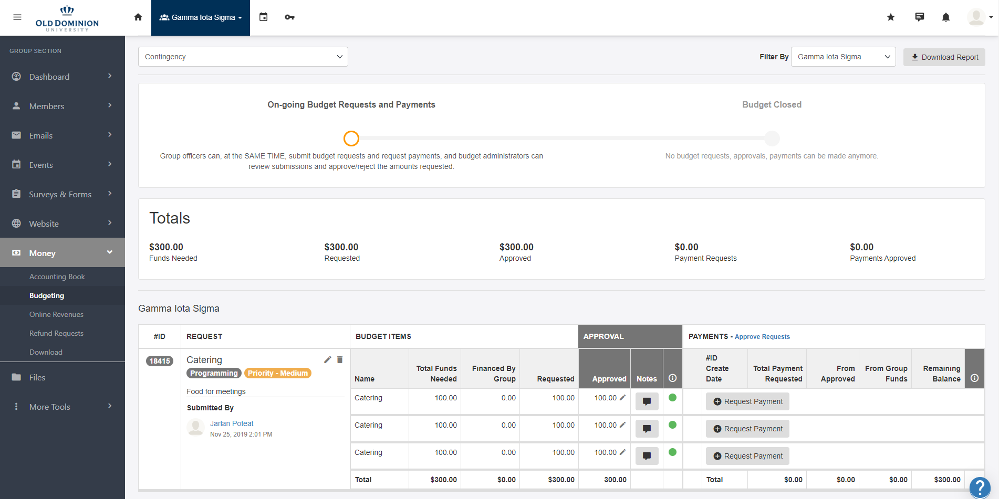 OLD DOMINION
UNIVERSITY
Gamma Iota Sigma
GROUP SECTION
Dashboard
Members
Emails
Events
Surveys & Forms
Website
Money
Accounting Book
Budgeting
Online Revenues
Refund Requests
Download
Files
More Tools
Contingency
Filter By
Gamma Iota Sigma
Download Report
On-going Budget Requests and Payments
Group officers can, at the SAME TIME, submit budget requests and request payments, and budget administrators can
review submissions and approve/reject the amounts requested.
Budget Closed
No budget requests, approvals, payments can be made anymore.
Totals
$300.00
Funds Needed
$300.00
Requested
$300.00
Approved
$0.00
Payment Requests
$0.00
Payments Approved
Gamma Iota Sigma
#ID REQUEST BUDGET ITEMS APPROVAL PAYMENTS - Approve Requests
18415
Catering
Programming Priority - Medium
Food for meetings
Submitted By
Jarlan Poteat
Nov 25, 2019 2:01 PM
Name
Total Funds
Needed
Financed By
Group
Requested
Approved
Notes
#ID
Create
Date
Total Payment
Requested
From
Approved
From Group
Funds
Remaining
Balance
Catering 100.00 0.00 100.00 100.00 Request Payment
Catering 100.00 0.00 100.00 100.00 Request Payment
Catering 100.00 0.00 100.00 100.00 Request Payment
Total $300.00 $0.00 $300.00 300.00 Total $0.00 $0.00 $0.00 $300.00
?